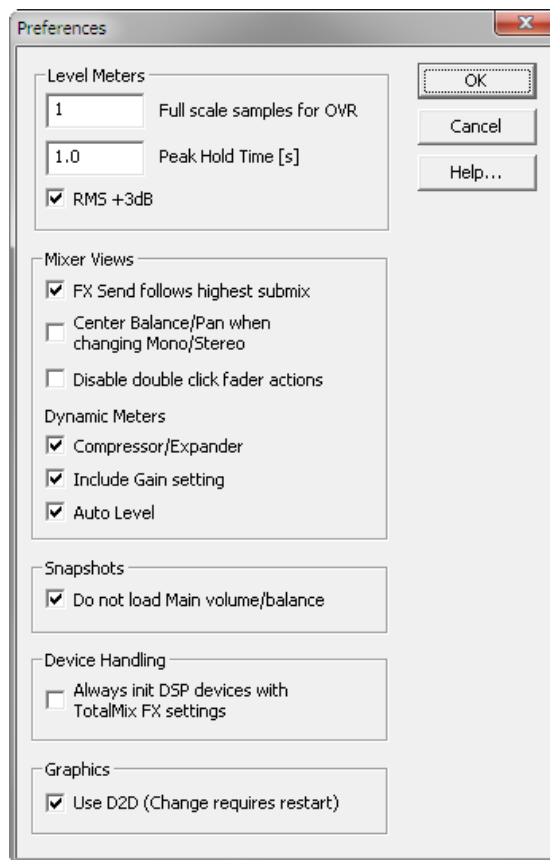 Preferences
Level Meters
1 Full scale samples for OVR
1.0 Peak Hold Time [s]
RMS +3dB
Mixer Views
FX Send follows highest submix
Center Balance/Pan when
changing Mono/Stereo
Disable double click fader actions
Dynamic Meters
Compressor/Expander
Include Gain setting
Auto Level
Snapshots
Do not load Main volume/balance
Device Handling
Always init DSP devices with
TotalMix FX settings
Graphics
Use D2D (Change requires restart)
OK
Cancel
Help...